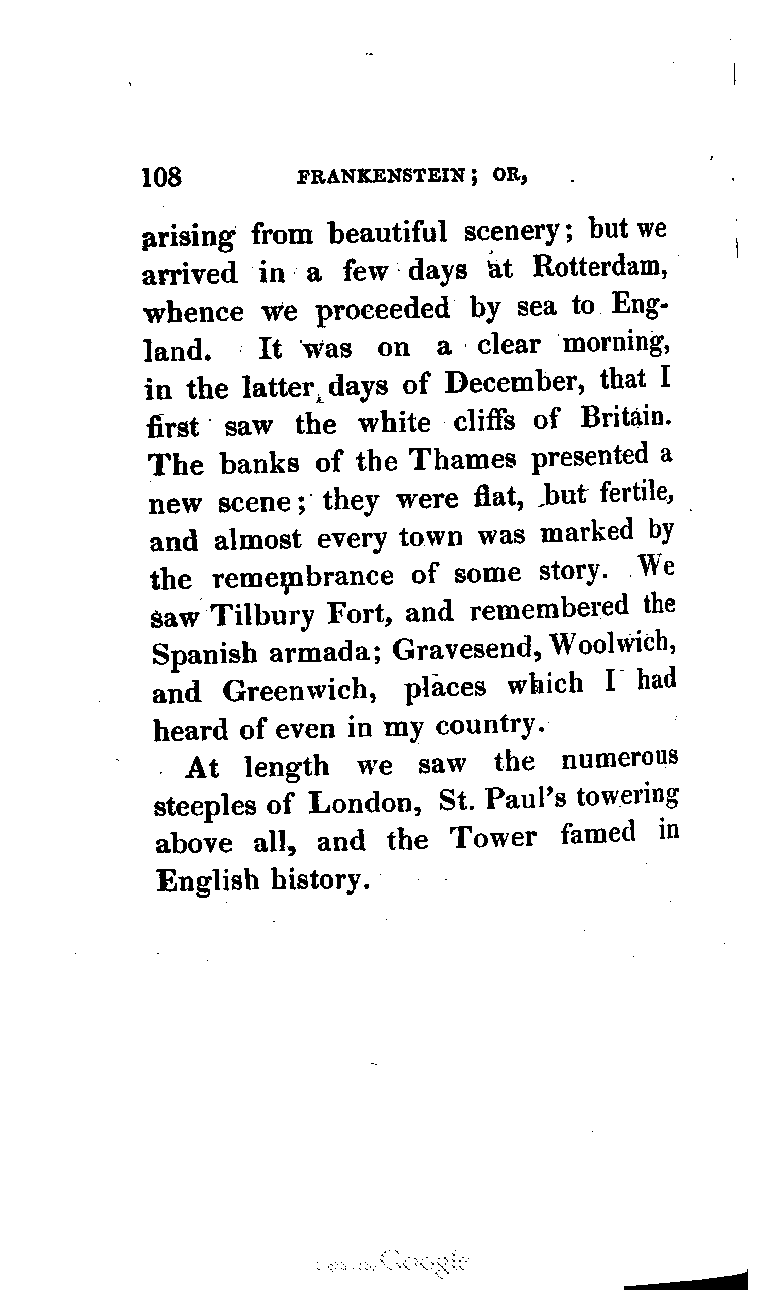 108 FRANKENSTEIN; OR,
arising from beautiful scenery; but we
arrived in a few days at Rotterdam,
whence we proceeded by sea to Eng-
land. It was on a clear morning,
in the latter days of December, that I
first saw the white cliffs of Britain.
The banks of the Thames presented a
new scene; they were flat, but fertile,
and almost every town was marked by
the remembrance of some story. We
saw Tilbury Fort, and remembered the
Spanish armada; Gravesend, Woolwich,
and Greenwich, places which I had
heard of even in my country.
At length we saw the numerous
steeples of London, St. Paul's towering
above all, and the Tower famed in
English history.
Google